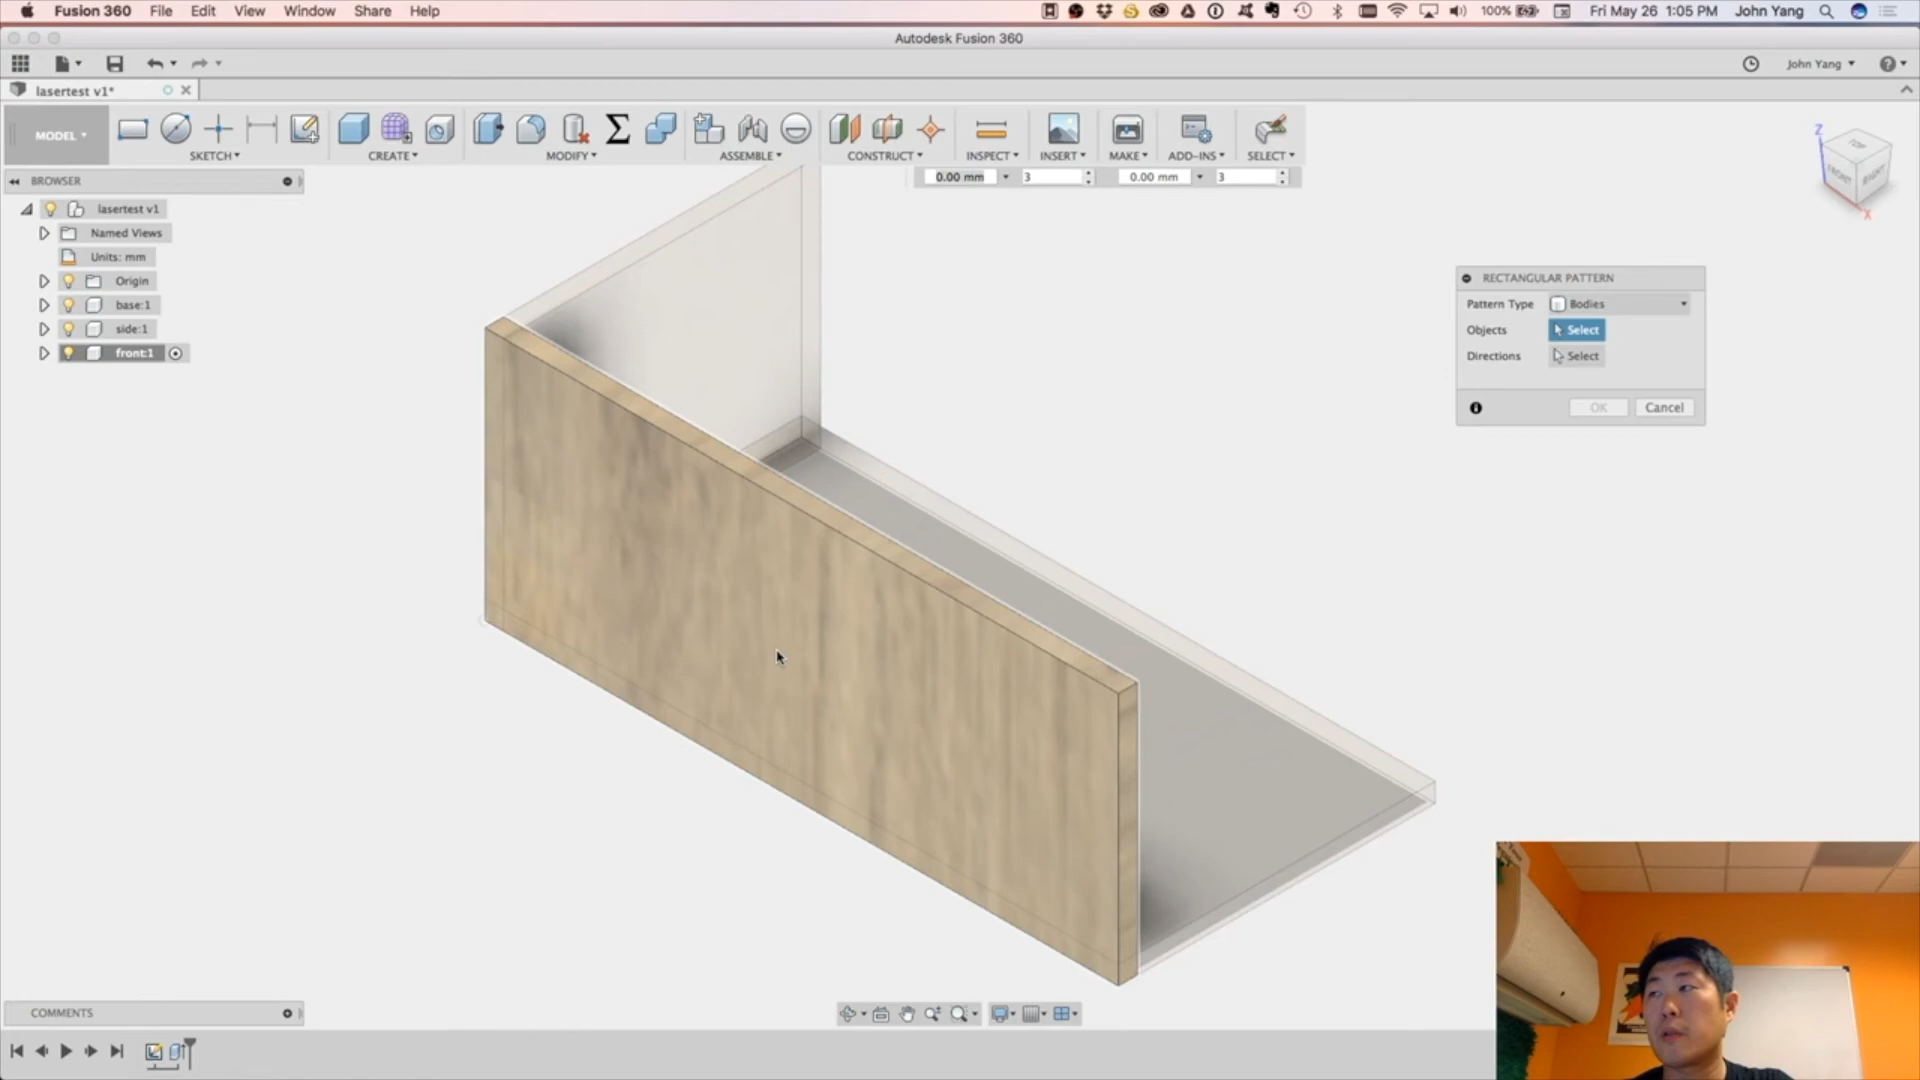 Fusion 360 File Edit View Window Share Help 100% Fri May 26 1:05 PM John Yang
Autodesk Fusion 360
John Yang
lasertest v1*
MODEL
SKETCH CREATE MODIFY ASSEMBLE CONSTRUCT INSPECT INSERT MAKE ADD-INS SELECT
0.00 mm 3 0.00 mm 3
BROWSER
lasertest v1
Named Views
Units: mm
Origin
base:1
side:1
front:1
Z
TOP
FRONT RIGHT
X
RECTANGULAR PATTERN
Pattern Type Bodies
Objects Select
Directions Select
OK Cancel
COMMENTS